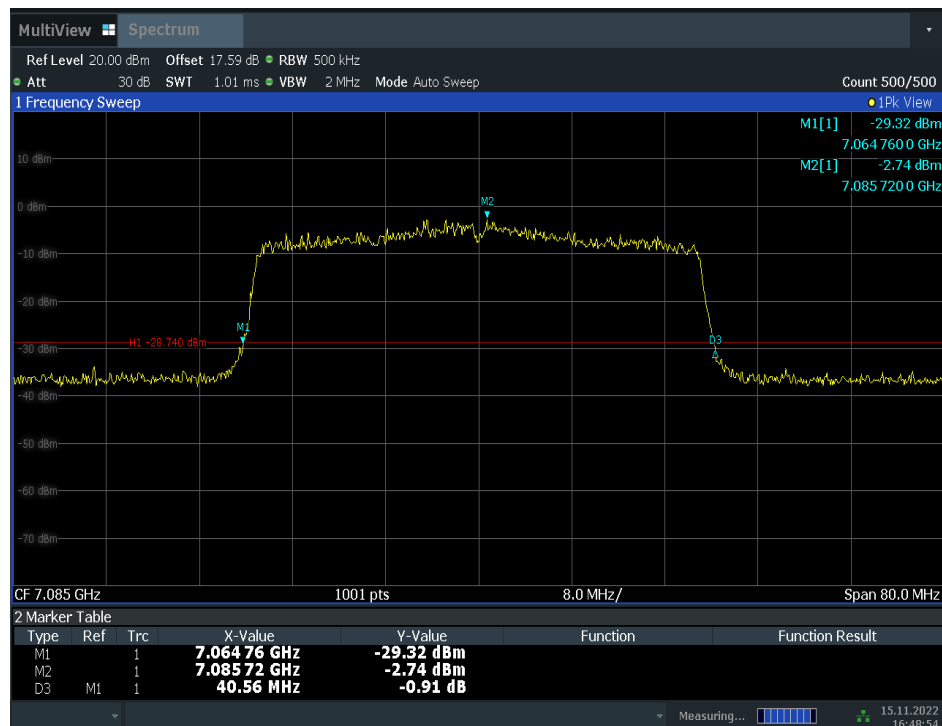 MultiView Spectrum
Ref Level 20.00 dBm Offset 17.59 dB RBW 500 kHz
Att 30 dB SWT 1.01 ms VBW 2 MHz Mode Auto Sweep Count 500/500
1 Frequency Sweep 1Pk View
M1[1] -29.32 dBm
7.064 760 0 GHz
M2[1] -2.74 dBm
7.085 720 0 GHz
10 dBm
0 dBm
M2
-10 dBm
-20 dBm
M1
H1 -28.740 dBm
D3
-30 dBm
-40 dBm
-50 dBm
-60 dBm
-70 dBm
CF 7.085 GHz 1001 pts 8.0 MHz/ Span 80.0 MHz
2 Marker Table
Type Ref Trc X-Value Y-Value Function Function Result
M1 1 7.064 76 GHz -29.32 dBm
M2 1 7.085 72 GHz -2.74 dBm
D3 M1 1 40.56 MHz -0.91 dB
Measuring... 15.11.2022
16:48:54